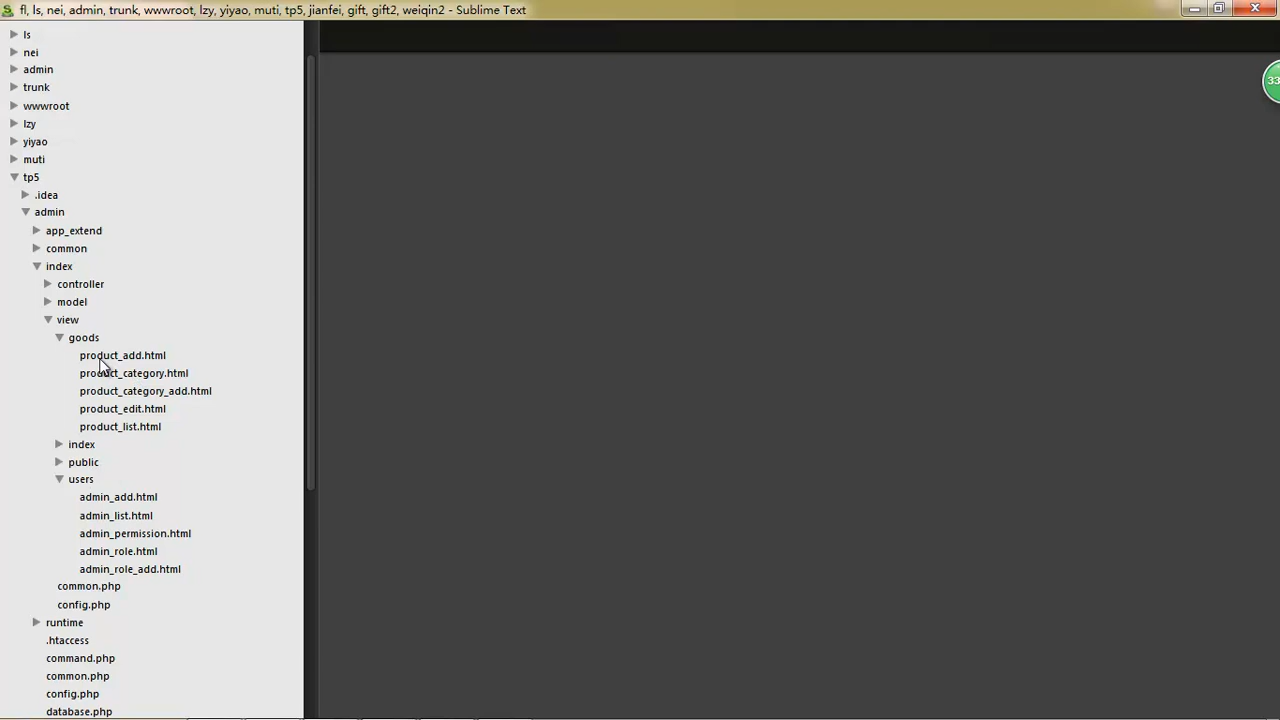 fl, ls, nei, admin, trunk, wwwroot, lzy, yiyao, muti, tp5, jianfei, gift, gift2, weiqin2 - Sublime Text
ls
nei
admin
trunk
wwwroot
lzy
yiyao
muti
tp5
.idea
admin
app_extend
common
index
controller
model
view
goods
product_add.html
product_category.html
product_category_add.html
product_edit.html
product_list.html
index
public
users
admin_add.html
admin_list.html
admin_permission.html
admin_role.html
admin_role_add.html
common.php
config.php
runtime
.htaccess
command.php
common.php
config.php
database.php
33